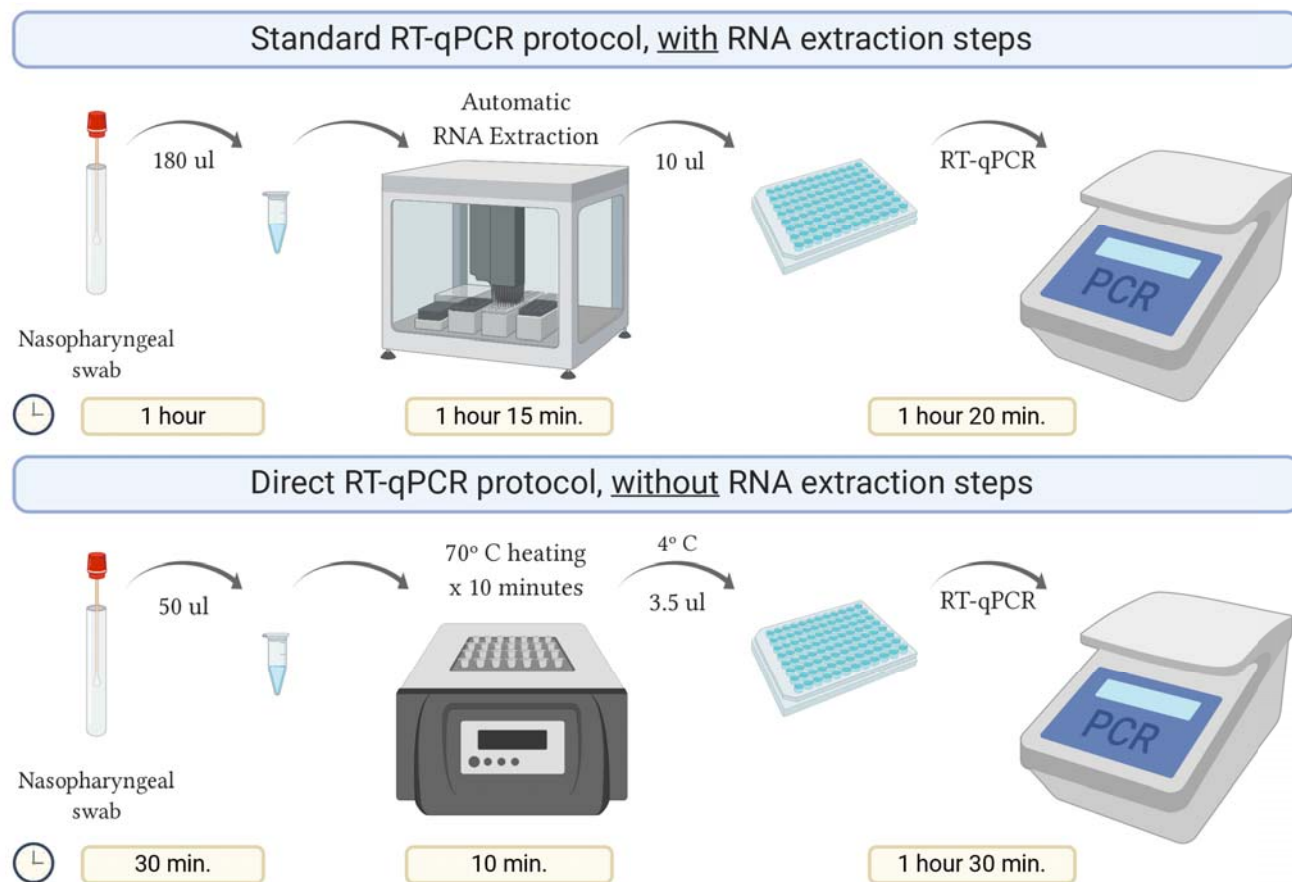 Standard RT-qPCR protocol, with RNA extraction steps
Automatic
RNA Extraction
180 ul
10 ul
RT-qPCR
PCR
Nasopharyngeal
swab
1 hour
1 hour 15 min.
1 hour 20 min.
Direct RT-qPCR protocol, without RNA extraction steps
70º C heating
x 10 minutes
4º C
50 ul
3.5 ul
RT-qPCR
PCR
Nasopharyngeal
swab
30 min.
10 min.
1 hour 30 min.